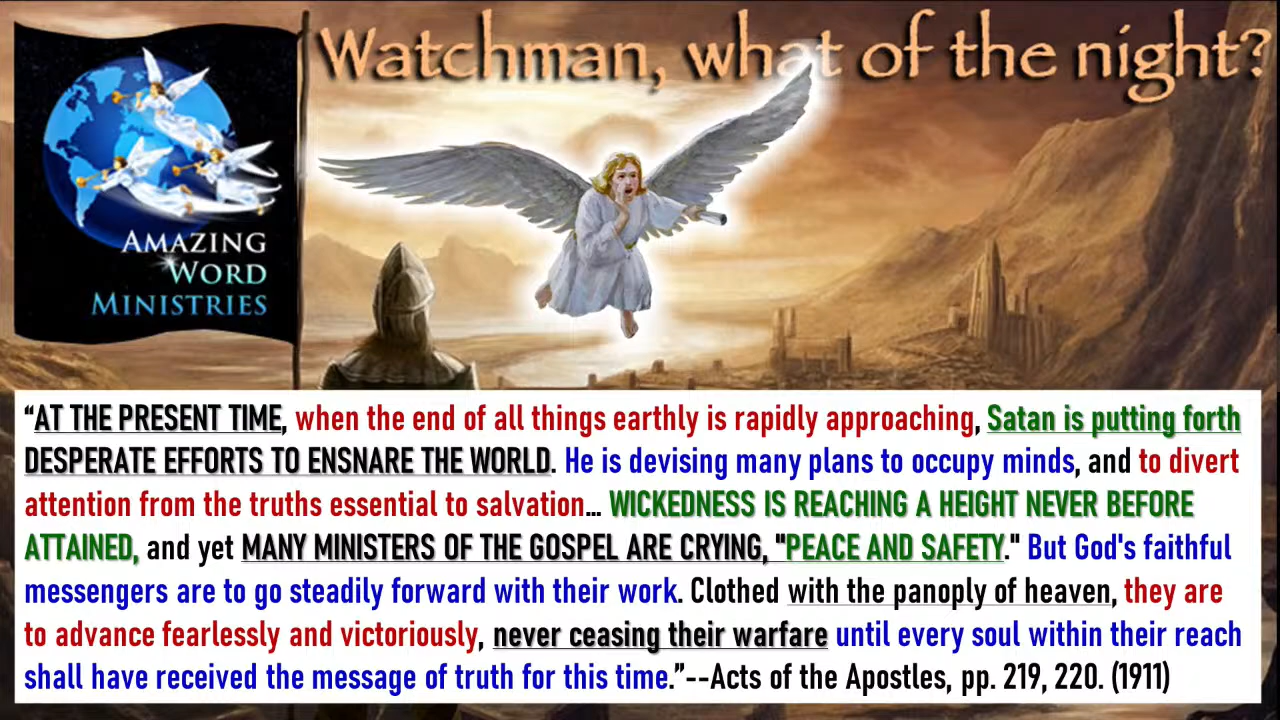 Watchman, what of the night?
AMAZING
WORD
MINISTRIES
“AT THE PRESENT TIME, when the end of all things earthly is rapidly approaching, Satan is putting forth
DESPERATE EFFORTS TO ENSNARE THE WORLD. He is devising many plans to occupy minds, and to divert
attention from the truths essential to salvation... WICKEDNESS IS REACHING A HEIGHT NEVER BEFORE
ATTAINED, and yet MANY MINISTERS OF THE GOSPEL ARE CRYING, "PEACE AND SAFETY." But God's faithful
messengers are to go steadily forward with their work. Clothed with the panoply of heaven, they are
to advance fearlessly and victoriously, never ceasing their warfare until every soul within their reach
shall have received the message of truth for this time.”--Acts of the Apostles, pp. 219, 220. (1911)